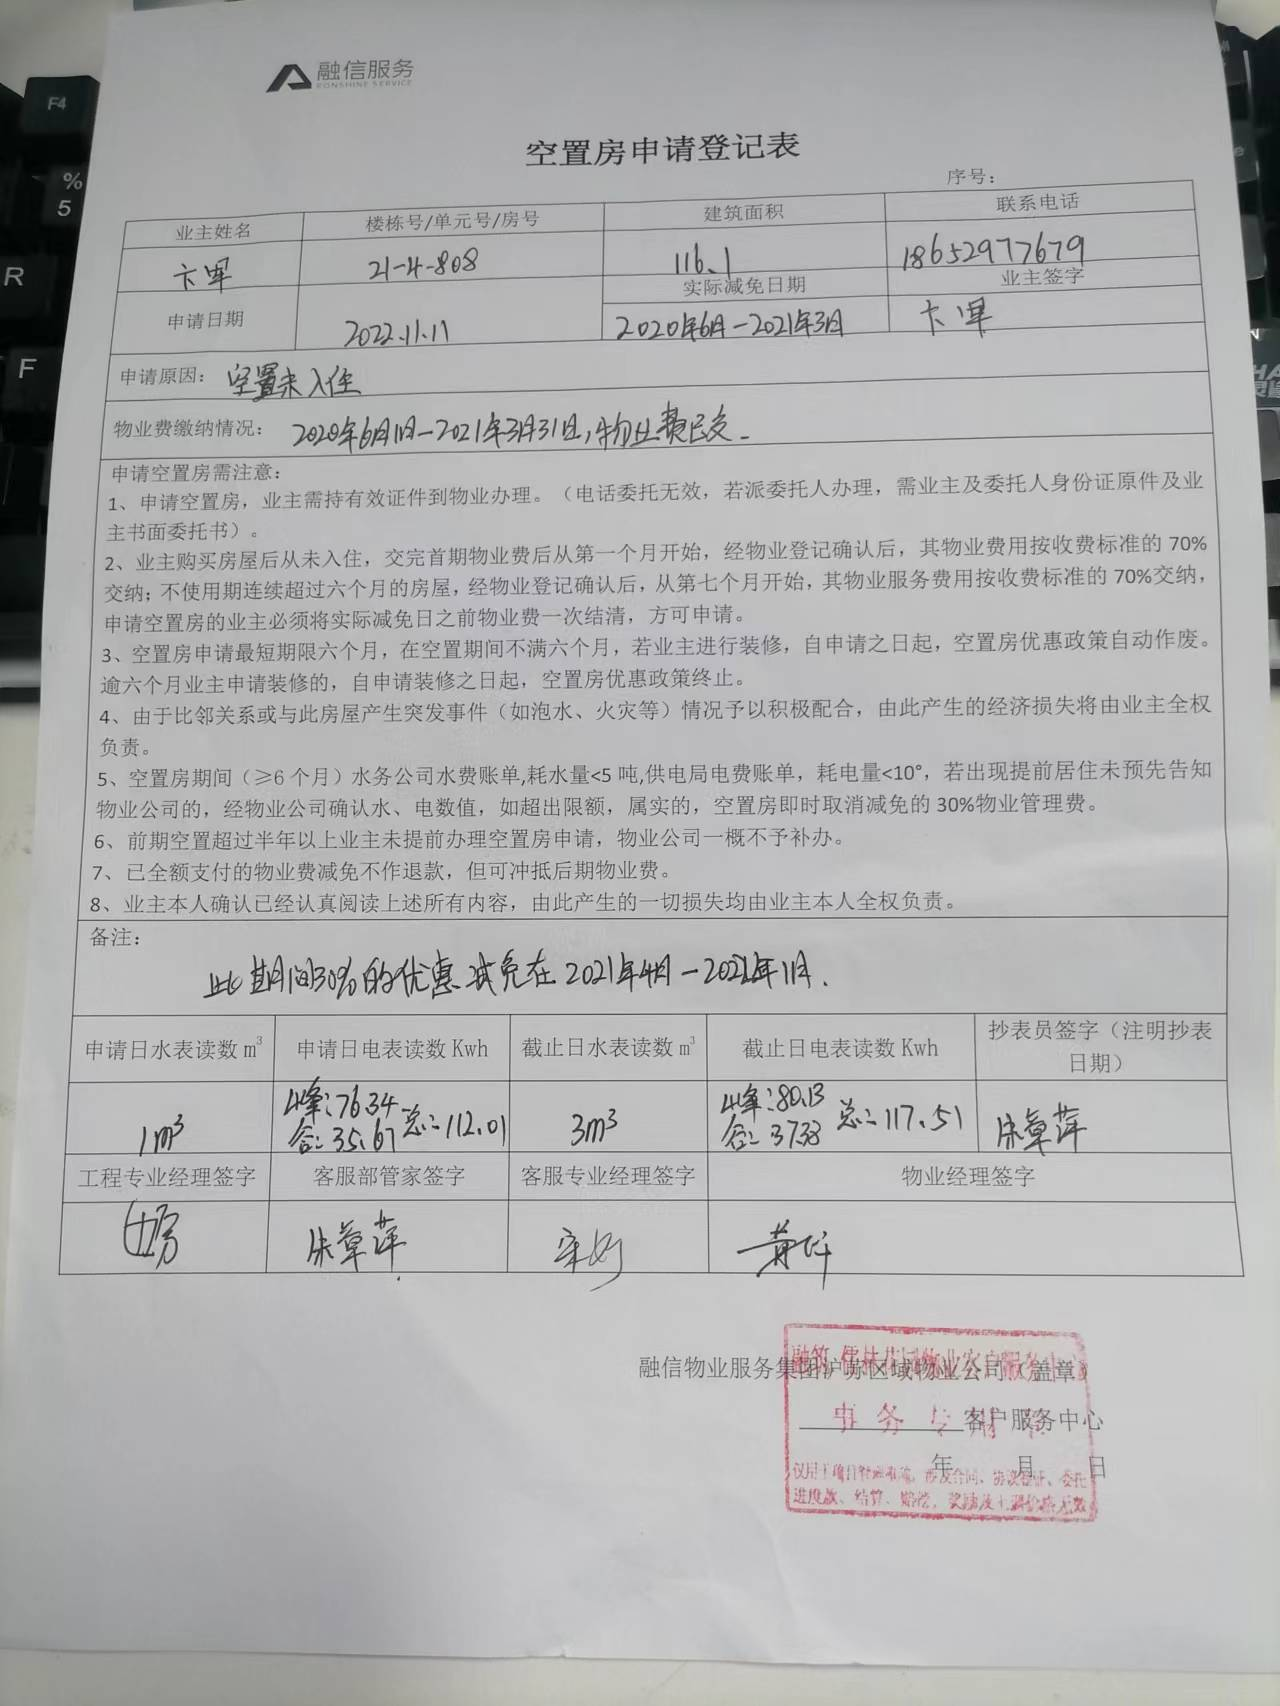 F4
%
5
R
F
融信服务
RONSHINE SERVICE
空置房申请登记表
序号：
业主姓名 楼栋号/单元号/房号 建筑面积 联系电话
卞军 21-4-808 116.1 18652977679
申请日期 2022.11.11 实际减免日期 业主签字
2020年6月-2021年3月 卞军
申请原因：空置未入住
物业费缴纳情况：2020年6月1日-2021年3月31日，物业费已交。
申请空置房需注意：
1、申请空置房，业主需持有效证件到物业办理。（电话委托无效，若派委托人办理，需业主及委托人身份证原件及业
主书面委托书）。
2、业主购买房屋后从未入住，交完首期物业费后从第一个月开始，经物业登记确认后，其物业费用按收费标准的 70%
交纳；不使用期连续超过六个月的房屋，经物业登记确认后，从第七个月开始，其物业服务费用按收费标准的 70%交纳，
申请空置房的业主必须将实际减免日之前物业费一次结清，方可申请。
3、空置房申请最短期限六个月，在空置期间不满六个月，若业主进行装修，自申请之日起，空置房优惠政策自动作废。
逾六个月业主申请装修的，自申请装修之日起，空置房优惠政策终止。
4、由于比邻关系或与此房屋产生突发事件（如泡水、火灾等）情况予以积极配合，由此产生的经济损失将由业主全权
负责。
5、空置房期间（≥6 个月）水务公司水费账单,耗水量<5 吨,供电局电费账单，耗电量<10°，若出现提前居住未预先告知
物业公司的，经物业公司确认水、电数值，如超出限额，属实的，空置房即时取消减免的 30%物业管理费。
6、前期空置超过半年以上业主未提前办理空置房申请，物业公司一概不予补办。
7、已全额支付的物业费减免不作退款，但可冲抵后期物业费。
8、业主本人确认已经认真阅读上述所有内容，由此产生的一切损失均由业主本人全权负责。
备注：
此期间30%的优惠减免在2021年4月-2022年1月.
申请日水表读数 m³ 申请日电表读数 Kwh 截止日水表读数 m³ 截止日电表读数 Kwh 抄表员签字（注明抄表
日期）
1m³ 峰:76.34 谷:35.67 总:112.01 3m³ 峰:80.13 谷:37.38 总:117.51 朱章萍
工程专业经理签字 客服部管家签字 客服专业经理签字 物业经理签字
朱章萍
融信物业服务集团沪苏区域物业公司（盖章）
客户服务中心
年 月 日